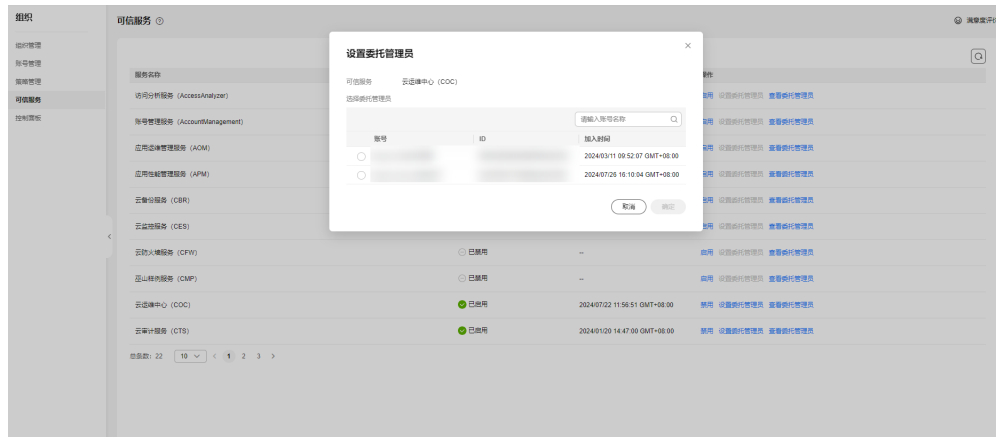 组织
可信服务
满意度评价
组织管理
账号管理
策略管理
可信服务
控制面板
设置委托管理员
可信服务 云运维中心 (COC)
选择委托管理员
请输入账号名称
账号 ID 加入时间
2024/03/11 09:52:07 GMT+08:00
2024/07/26 16:10:04 GMT+08:00
取消 确定
服务名称 操作
访问分析服务 (AccessAnalyzer) 启用 设置委托管理员 查看委托管理员
账号管理服务 (AccountManagement) 启用 设置委托管理员 查看委托管理员
应用运维管理服务 (AOM) 启用 设置委托管理员 查看委托管理员
应用性能管理服务 (APM) 启用 设置委托管理员 查看委托管理员
云备份服务 (CBR) 启用 设置委托管理员 查看委托管理员
云监控服务 (CES) 启用 设置委托管理员 查看委托管理员
云防火墙服务 (CFW) 已禁用 -- 启用 设置委托管理员 查看委托管理员
巫山样例服务 (CMP) 已禁用 -- 启用 设置委托管理员 查看委托管理员
云运维中心 (COC) 已启用 2024/07/22 11:56:51 GMT+08:00 禁用 设置委托管理员 查看委托管理员
云审计服务 (CTS) 已启用 2024/01/20 14:47:00 GMT+08:00 禁用 设置委托管理员 查看委托管理员
总条数: 22 10 < 1 2 3 >